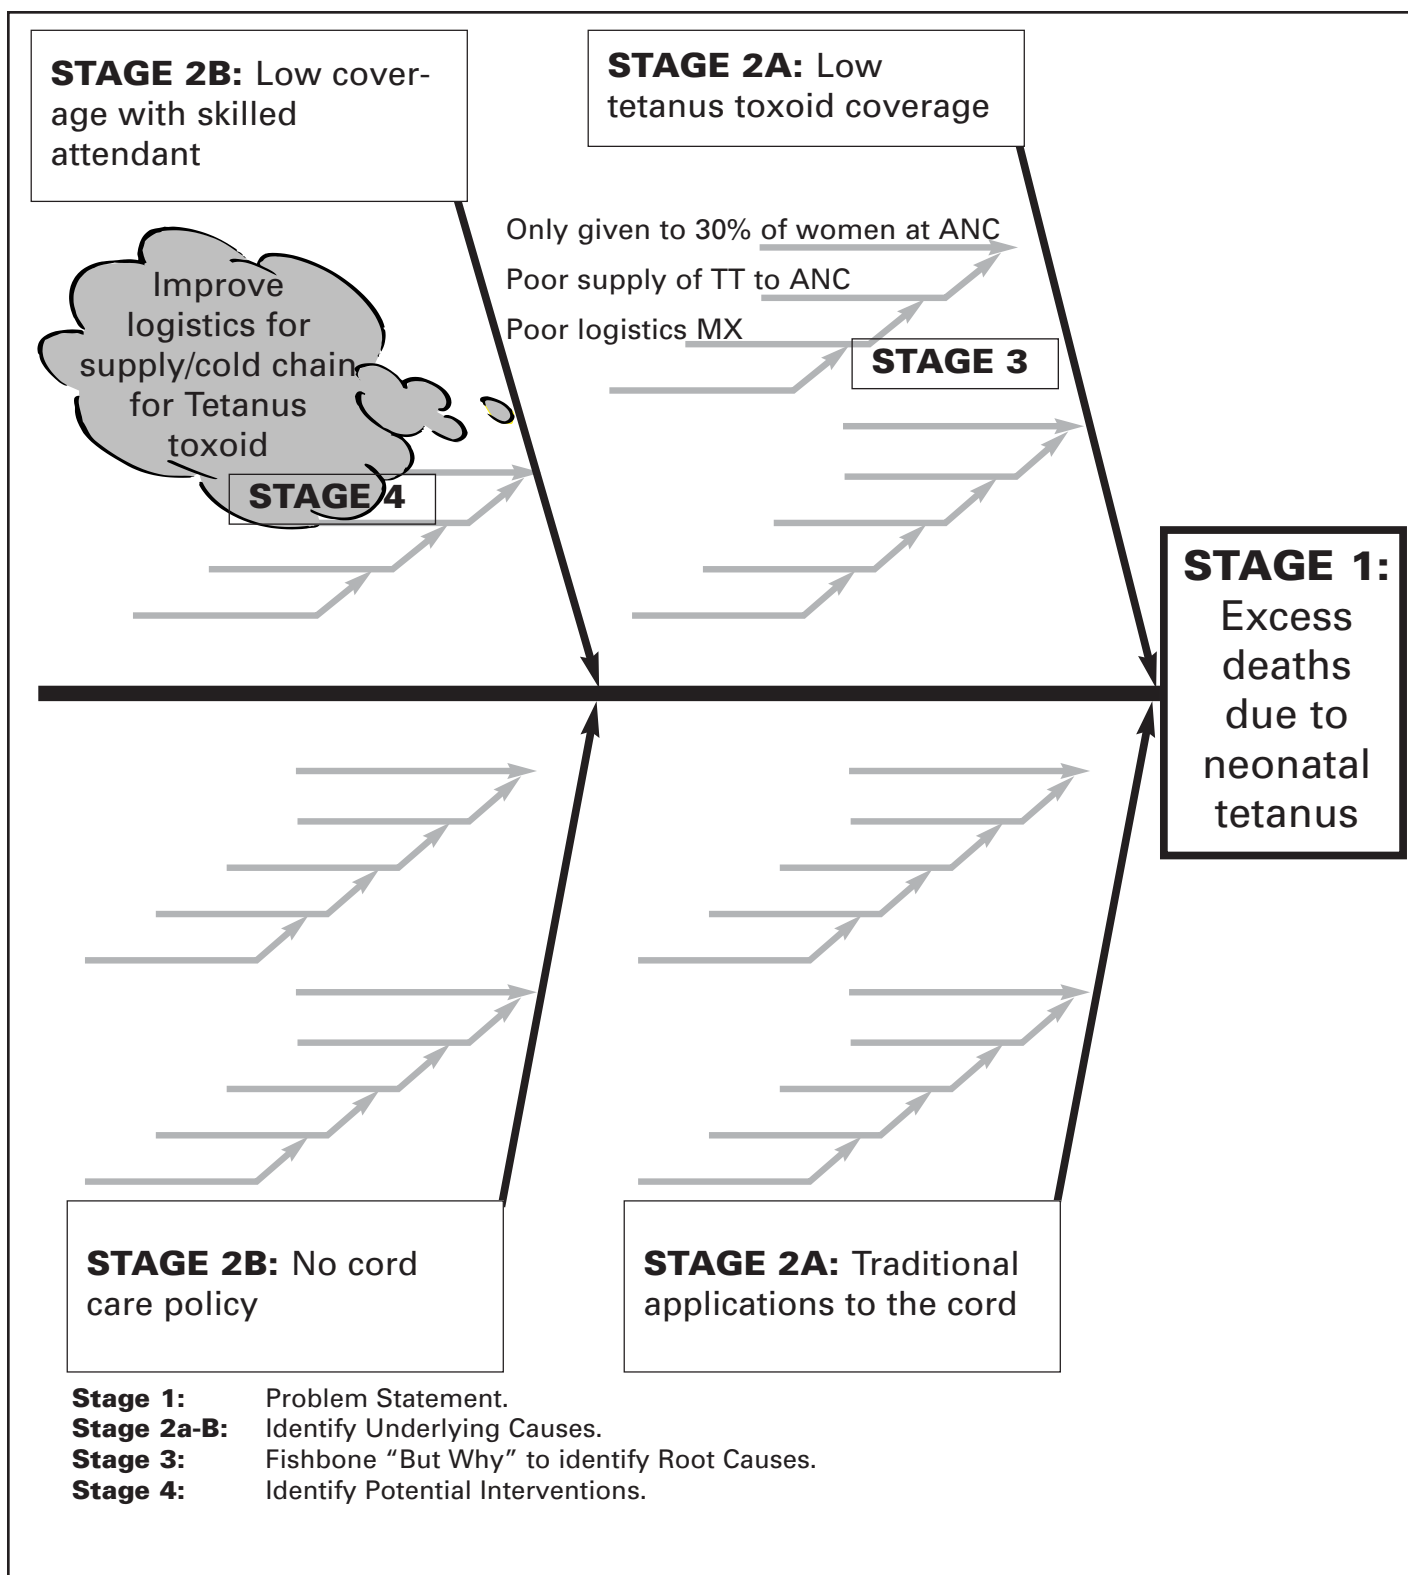 STAGE 2B: Low cover-
age with skilled
attendant
STAGE 2A: Low
tetanus toxoid coverage
Only given to 30% of women at ANC
Poor supply of TT to ANC
Poor logistics MX
STAGE 3
Improve
logistics for
supply/cold chain
for Tetanus
toxoid
STAGE 4
STAGE 1:
Excess
deaths
due to
neonatal
tetanus
STAGE 2B: No cord
care policy
STAGE 2A: Traditional
applications to the cord
Stage 1: Problem Statement.
Stage 2a-B: Identify Underlying Causes.
Stage 3: Fishbone “But Why” to identify Root Causes.
Stage 4: Identify Potential Interventions.